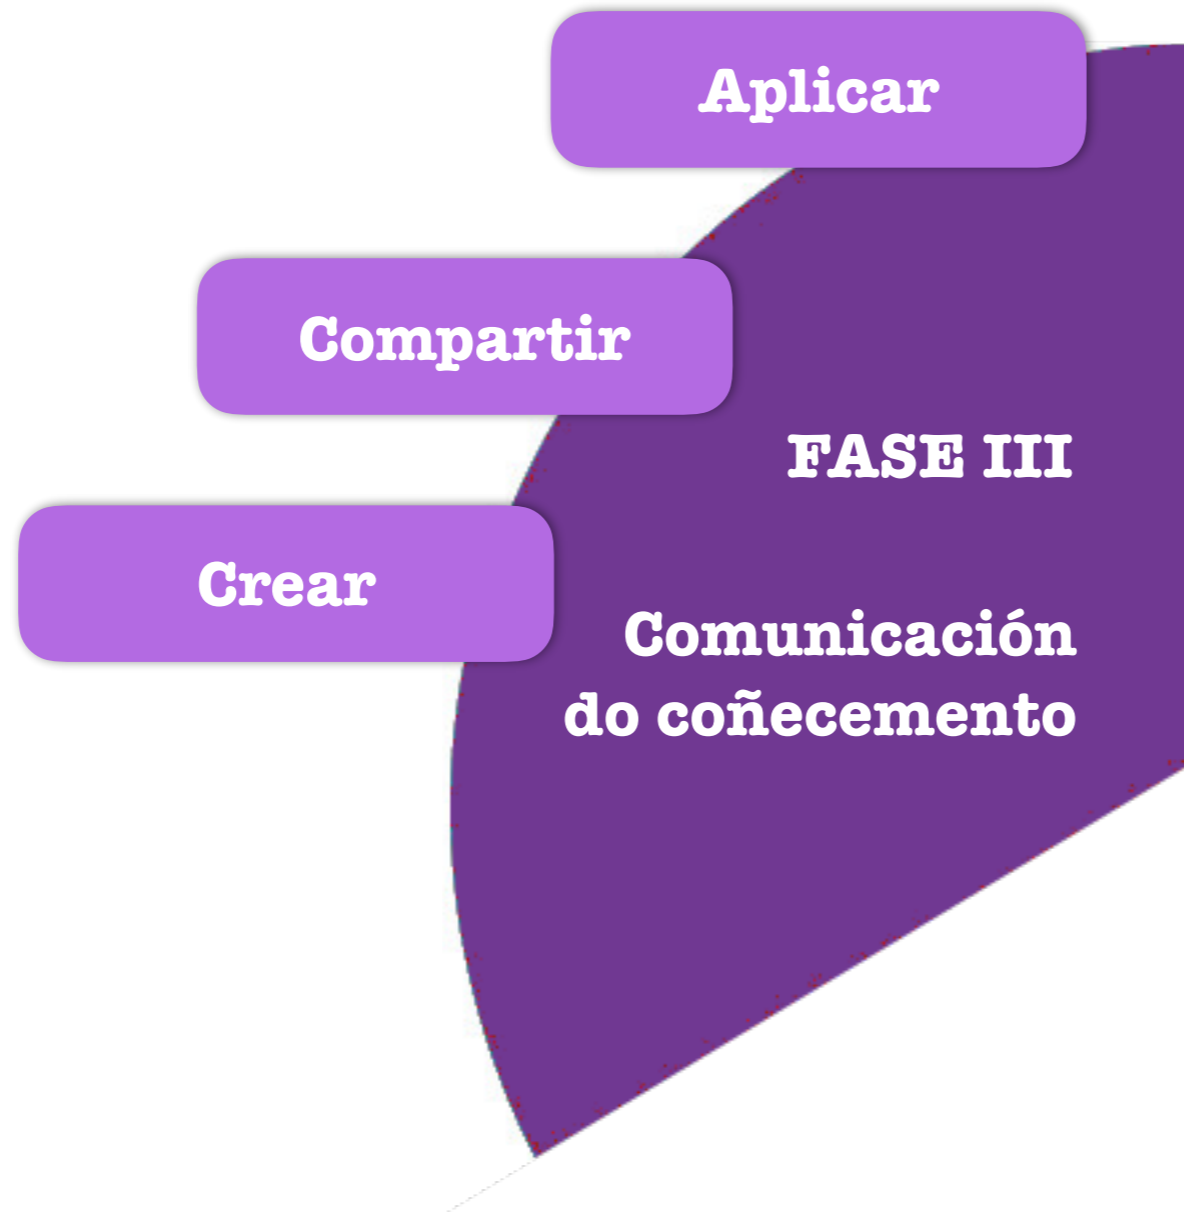 Aplicar
Compartir
FASE III
Crear
Comunicación
do coñecemento